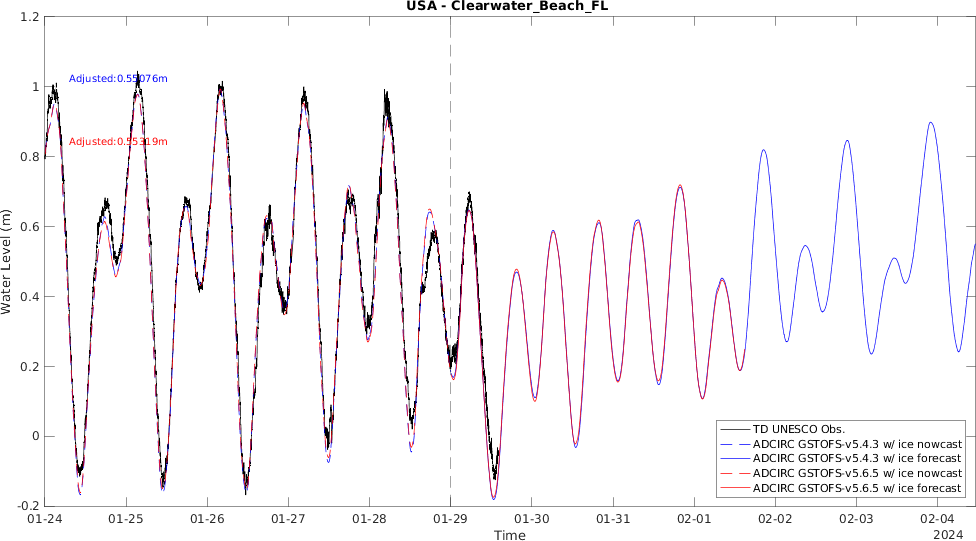 USA - Clearwater_Beach_FL
Water Level (m)
1.2
1
0.8
0.6
0.4
0.2
0
-0.2
Adjusted:0.55076m
Adjusted:0.55319m
TD UNESCO Obs.
ADCIRC GSTOFS-v5.4.3 w/ ice nowcast
ADCIRC GSTOFS-v5.4.3 w/ ice forecast
ADCIRC GSTOFS-v5.6.5 w/ ice nowcast
ADCIRC GSTOFS-v5.6.5 w/ ice forecast
01-24 01-25 01-26 01-27 01-28 01-29 01-30 01-31 02-01 02-02 02-03 02-04
Time
2024